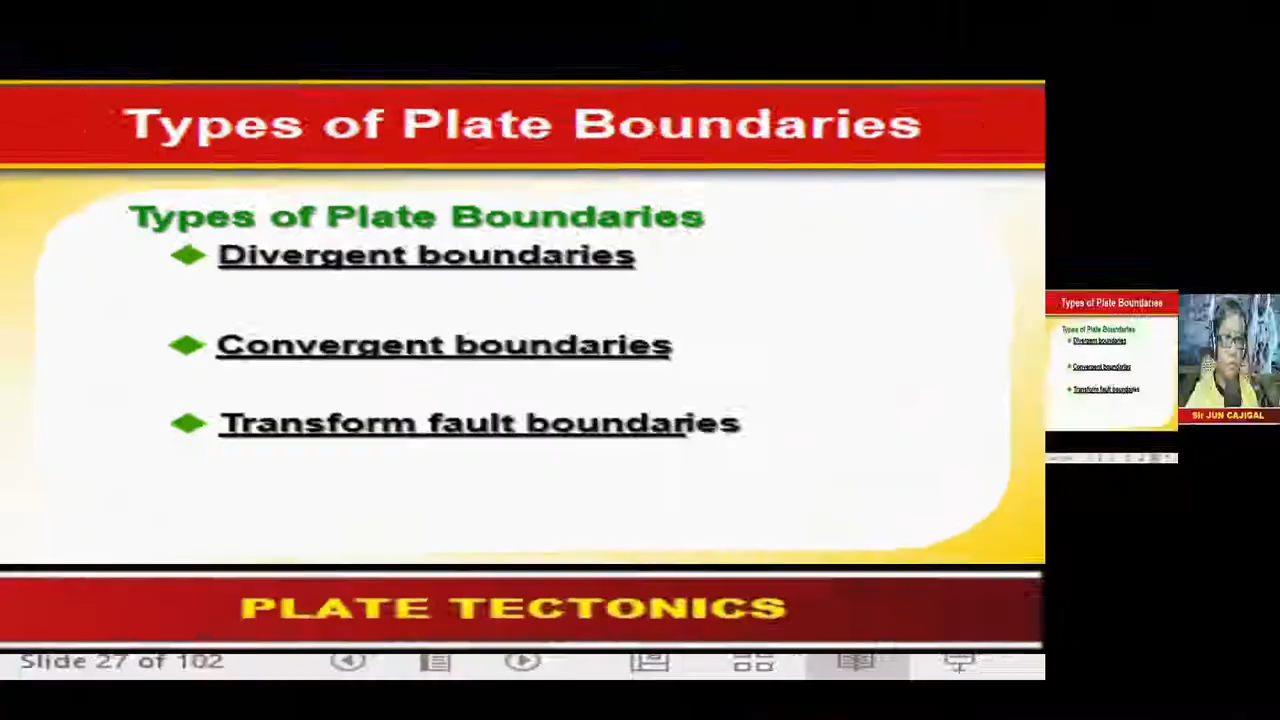 Types of Plate Boundaries
Types of Plate Boundaries
Divergent boundaries
Convergent boundaries
Transform fault boundaries
PLATE TECTONICS
Slide 27 of 102
Types of Plate Boundaries
Types of Plate Boundaries
Divergent boundaries
Convergent boundaries
Transform fault boundaries
Sir JUN CAJIGAL